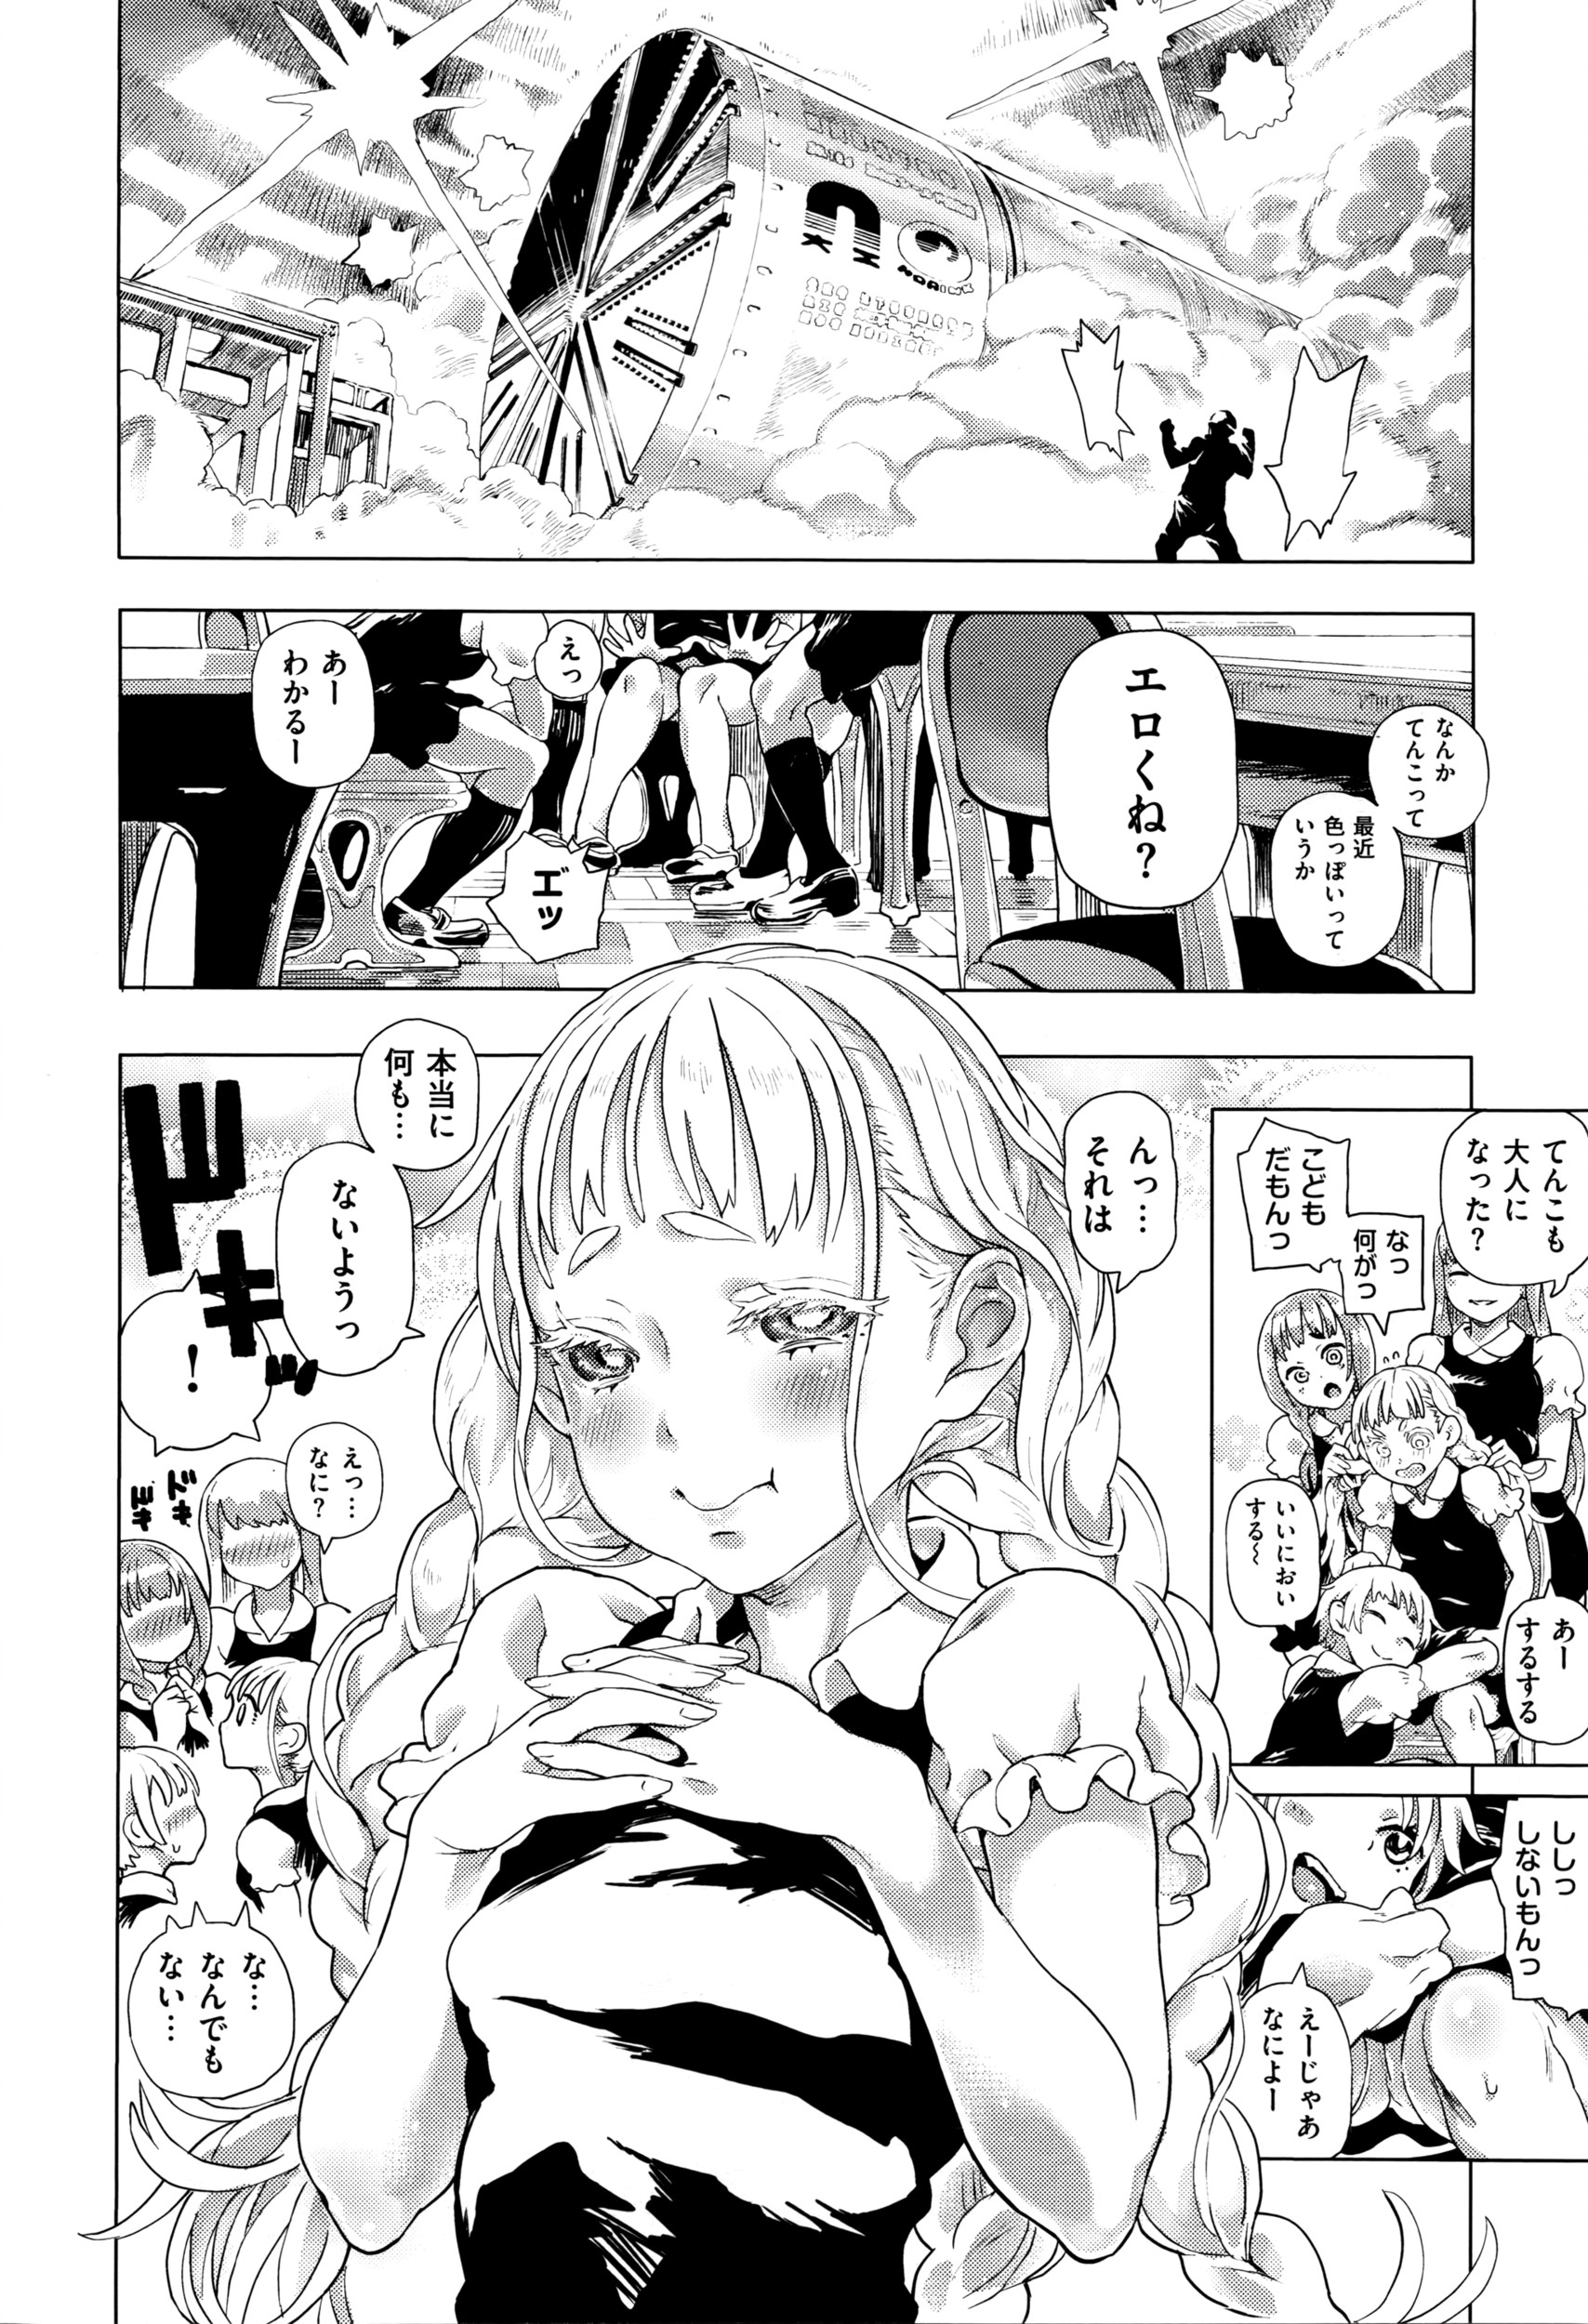 KN
NORINK
なんか
てんこって
最近
色っぽいって
いうか
エロくね?
えっ
エッ
あー
わかるー
てんこも
大人に
なった?
なっ
何がっ
こども
だもんっ
いいにおい
する〜
あー
するする
ししっ
しないもんっ
えーじゃあ
なによー
んっ…
それは
本当に
何も…
ないようっ
ドキッ
!
えっ…
なに?
ドキ
ドキ
な…
なんでも
ない…